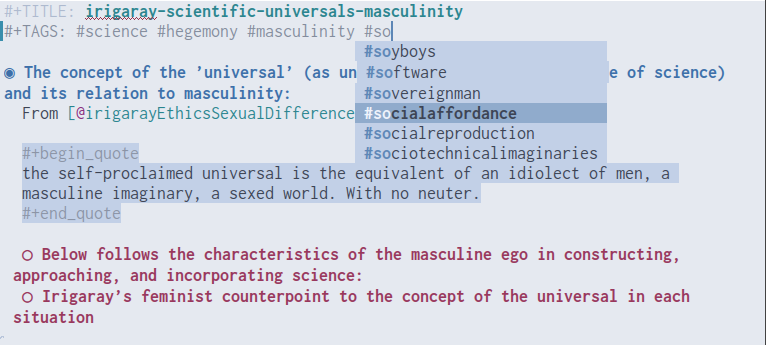 #+TITLE: irigaray-scientific-universals-masculinity
#+TAGS: #science #hegemony #masculinity #so
#soyboys
#software
#sovereignman
#socialaffordance
#socialreproduction
#sociotechnicalimaginaries
◉ The concept of the ’universal’ (as un e of science)
and its relation to masculinity:
From [@irigarayEthicsSexualDifference
#+begin_quote
the self-proclaimed universal is the equivalent of an idiolect of men, a
masculine imaginary, a sexed world. With no neuter.
#+end_quote
○ Below follows the characteristics of the masculine ego in constructing,
approaching, and incorporating science:
○ Irigaray’s feminist counterpoint to the concept of the universal in each
situation